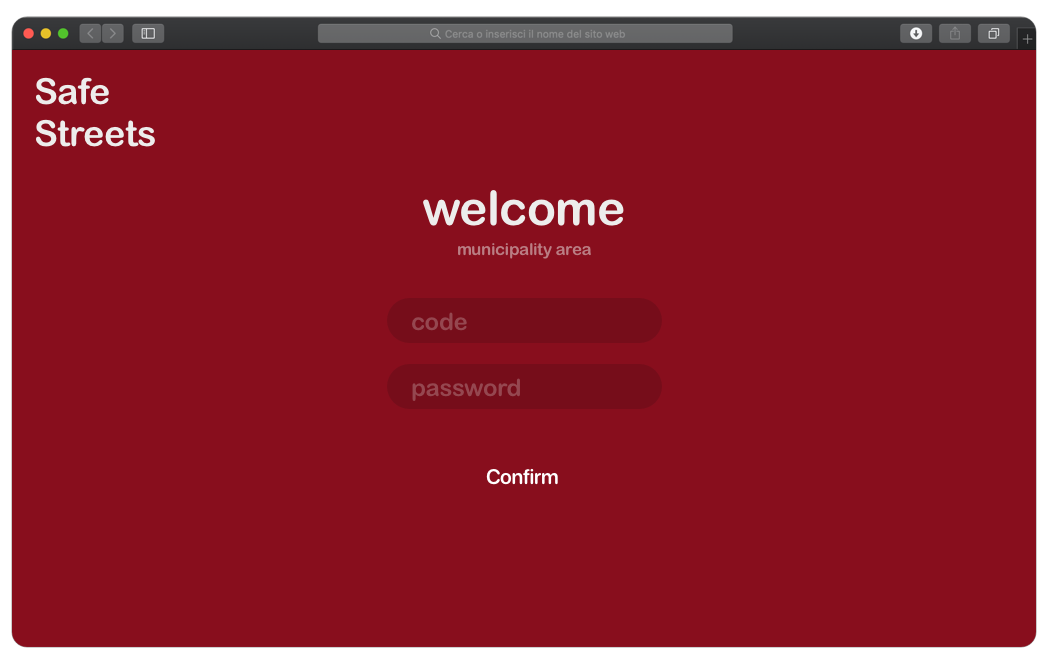 Cerca o inserisci il nome del sito web
Safe
Streets
welcome
municipality area
code
password
Confirm